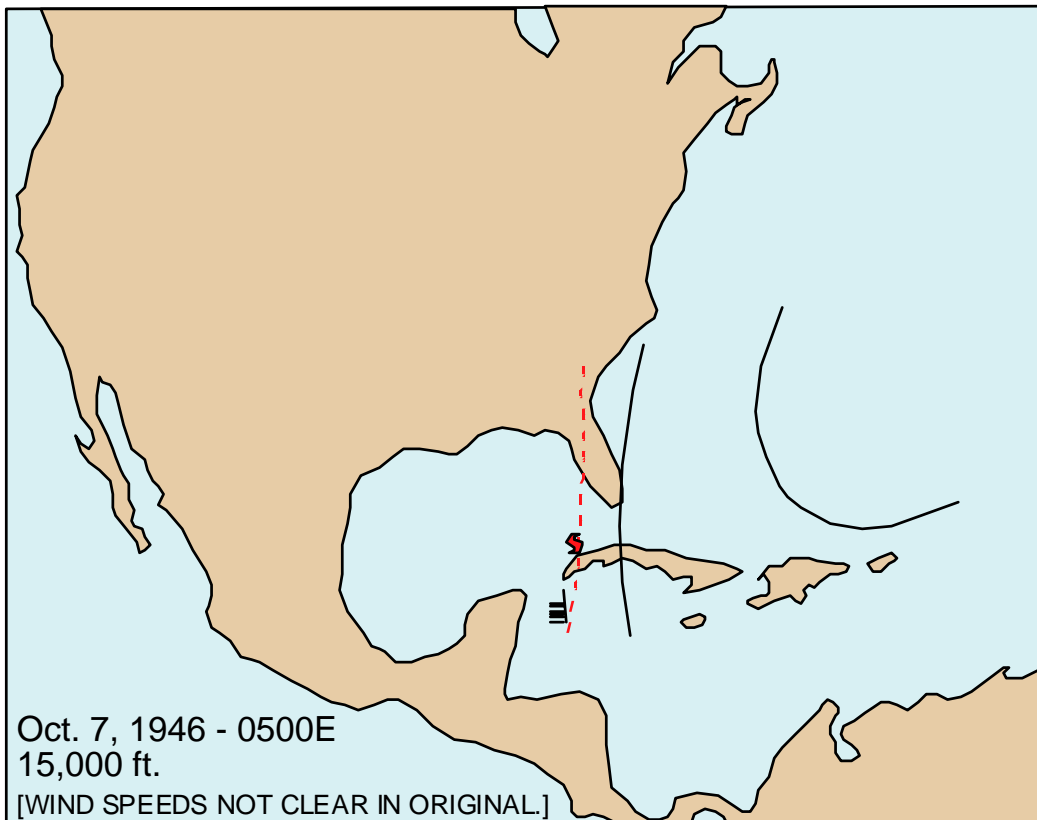 Oct. 7, 1946 - 0500E
15,000 ft.
[WIND SPEEDS NOT CLEAR IN ORIGINAL.]